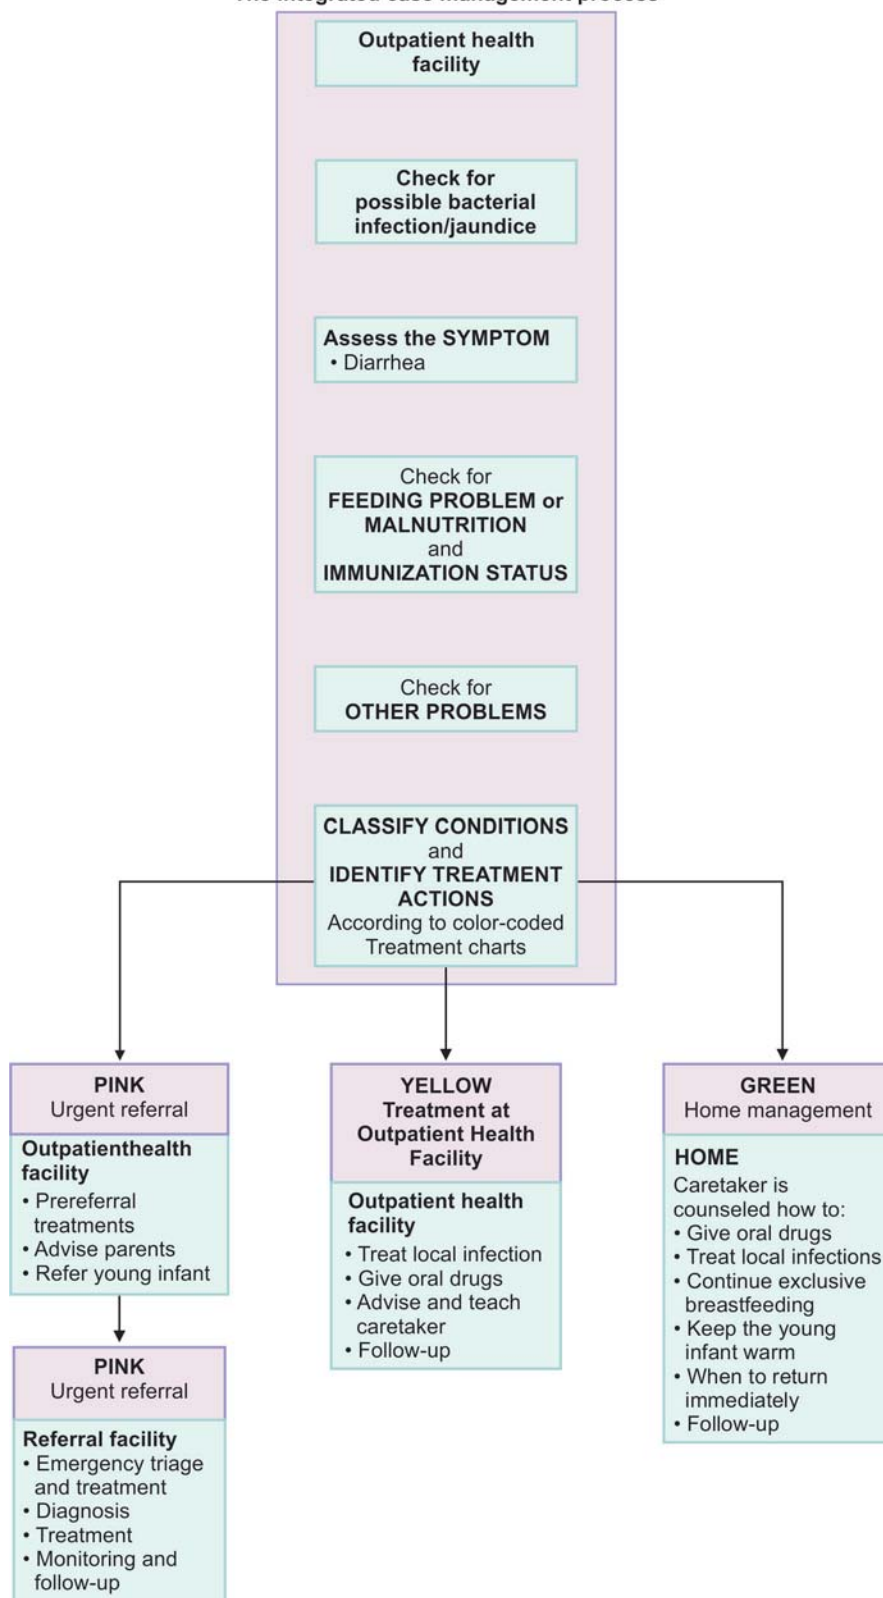 The integrated case management process
Outpatient health
facility
Check for
possible bacterial
infection/jaundice
Assess the SYMPTOM
• Diarrhea
Check for
FEEDING PROBLEM or
MALNUTRITION
and
IMMUNIZATION STATUS
Check for
OTHER PROBLEMS
CLASSIFY CONDITIONS
and
IDENTIFY TREATMENT
ACTIONS
According to color-coded
Treatment charts
PINK
Urgent referral
Outpatienthealth
facility
• Prereferral
treatments
• Advise parents
• Refer young infant
PINK
Urgent referral
Referral facility
• Emergency triage
and treatment
• Diagnosis
• Treatment
• Monitoring and
follow-up
YELLOW
Treatment at
Outpatient Health
Facility
Outpatient health
facility
• Treat local infection
• Give oral drugs
• Advise and teach
caretaker
• Follow-up
GREEN
Home management
HOME
Caretaker is
counseled how to:
• Give oral drugs
• Treat local infections
• Continue exclusive
breastfeeding
• Keep the young
infant warm
• When to return
immediately
• Follow-up